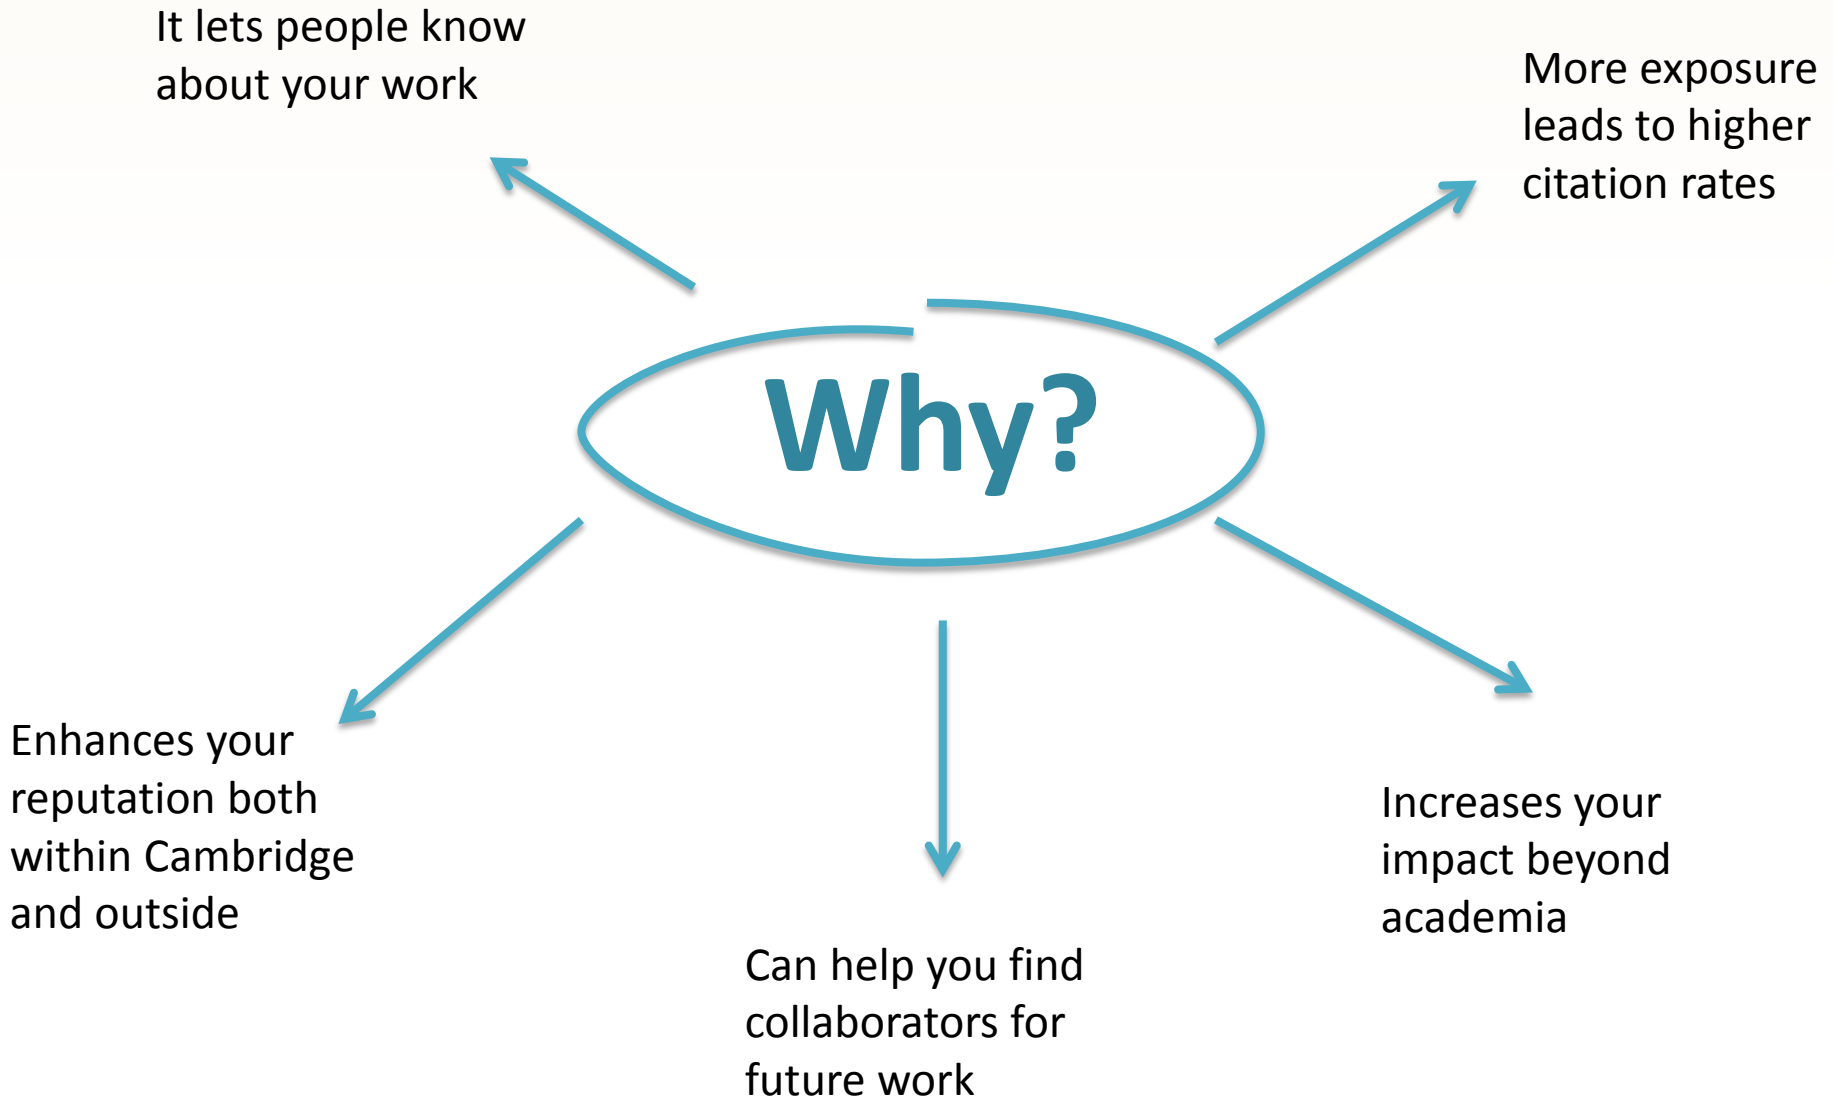 It lets people know
about your work
More exposure
leads to higher
citation rates
Why?
Enhances your
reputation both
within Cambridge
and outside
Can help you find
collaborators for
future work
Increases your
impact beyond
academia